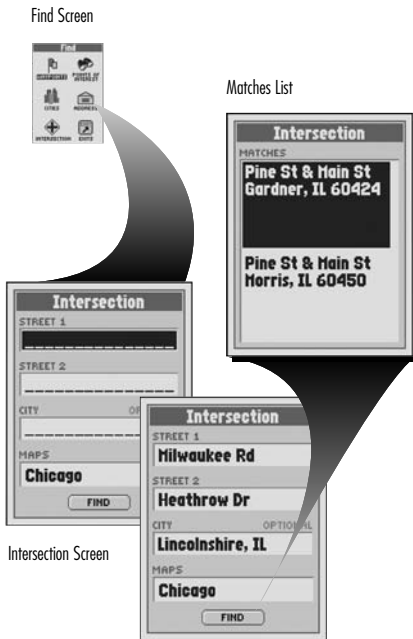 Find Screen
Find
WAYPOINTS
POINTS OF INTEREST
CITIES
ADDRESS
INTERSECTION
EXITS
Matches List
Intersection
MATCHES
Pine St & Main St
Gardner, IL 60424
Pine St & Main St
Morris, IL 60450
Intersection
STREET 1
STREET 2
CITY
OP
MAPS
Chicago
FIND
Intersection Screen
Intersection
STREET 1
Milwaukee Rd
STREET 2
Heathrow Dr
CITY OPTIONAL
Lincolnshire, IL
MAPS
Chicago
FIND